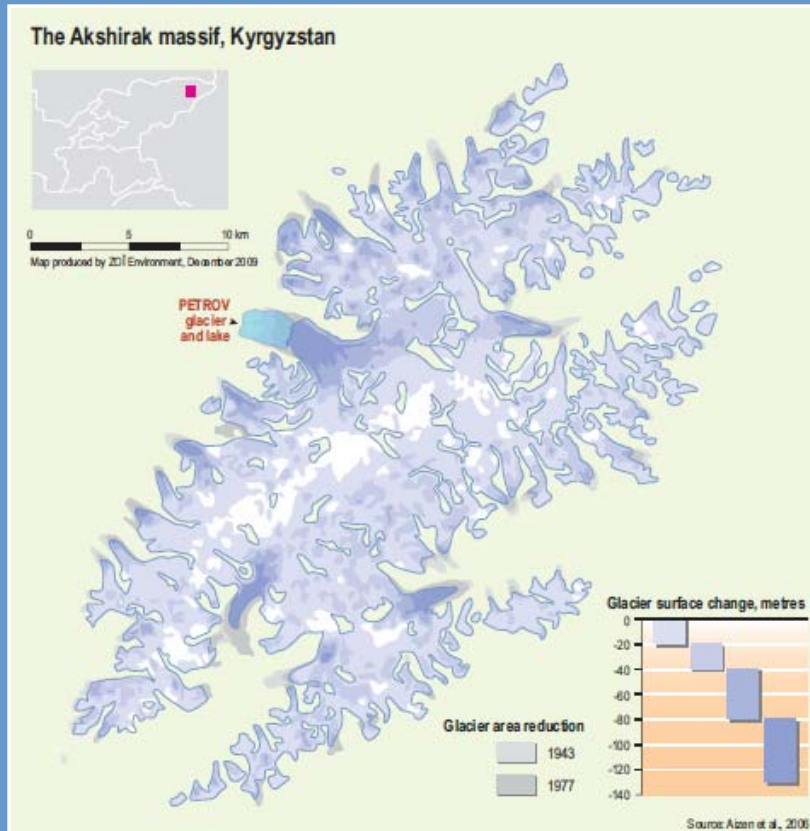 The Akshirak massif, Kyrgyzstan
0 5 10 km
Map produced by ZOÏ Environment, December 2009
PETROV
glacier
and lake
Glacier surface change, metres
0
-20
-40
-60
-80
-100
-120
-140
Glacier area reduction
1943
1977
Source: Aizen et al., 2006